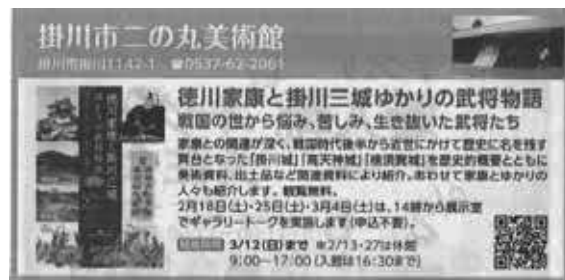 掛川市二の丸美術館
掛川市掛川1142-1 ☎0537-62-2061
徳川家康と掛川三城ゆかりの武将物語
戦国の世から悩み、苦しみ、生き抜いた武将たち
家康との関連が深く、戦国時代後半から近世にかけて歴史に名を残す
舞台となった「掛川城」「高天神城」「横須賀城」を歴史的概要とともに
美術資料、出土品など関連資料により紹介。あわせて家康とゆかりの
人々も紹介します。観覧無料。
2月18日(土)・25日(土)・3月4日(土)は、14時から展示室
でギャラリートークを実施します(申込不要)。
3/12(日)まで ※2/13・27は休館
9:00〜17:00(入館は16:30まで)